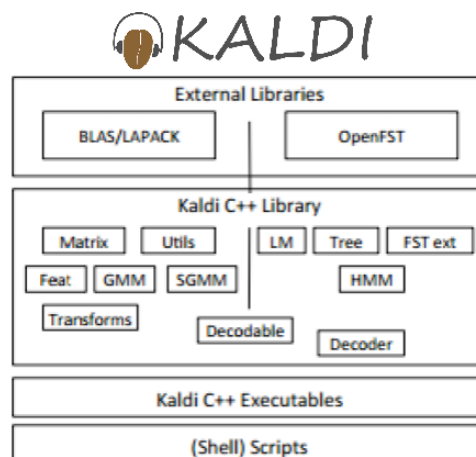 KALDI
External Libraries
BLAS/LAPACK OpenFST
Kaldi C++ Library
Matrix Utils LM Tree FST ext
Feat GMM SGMM HMM
Transforms
Decodable
Decoder
Kaldi C++ Executables
(Shell) Scripts